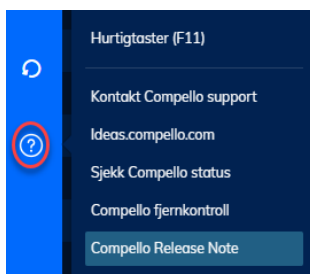 Hurtigtaster (F11)
Kontakt Compello support
Ideas.compello.com
Sjekk Compello status
Compello fjernkontroll
Compello Release Note